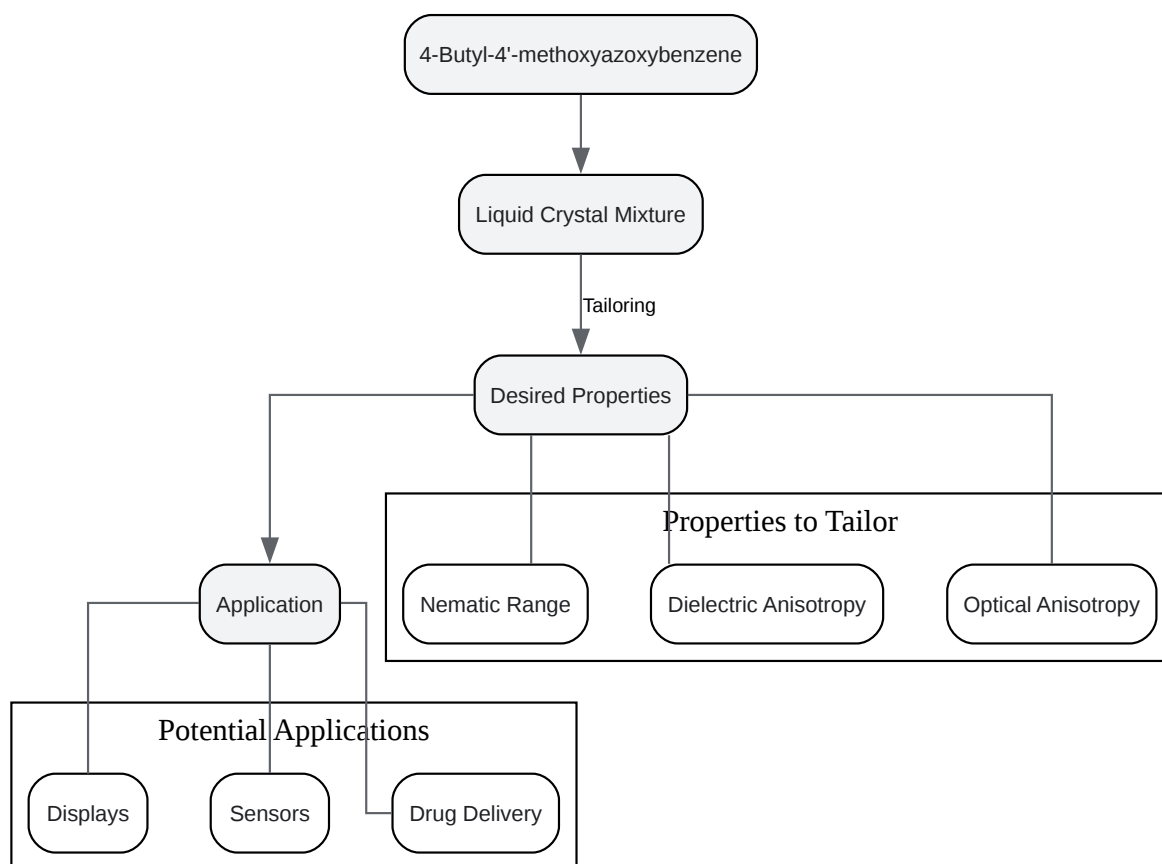 4-Butyl-4'-methoxyazoxybenzene
Liquid Crystal Mixture
Tailoring
Desired Properties
Properties to Tailor
Nematic Range
Dielectric Anisotropy
Optical Anisotropy
Application
Potential Applications
Displays
Sensors
Drug Delivery